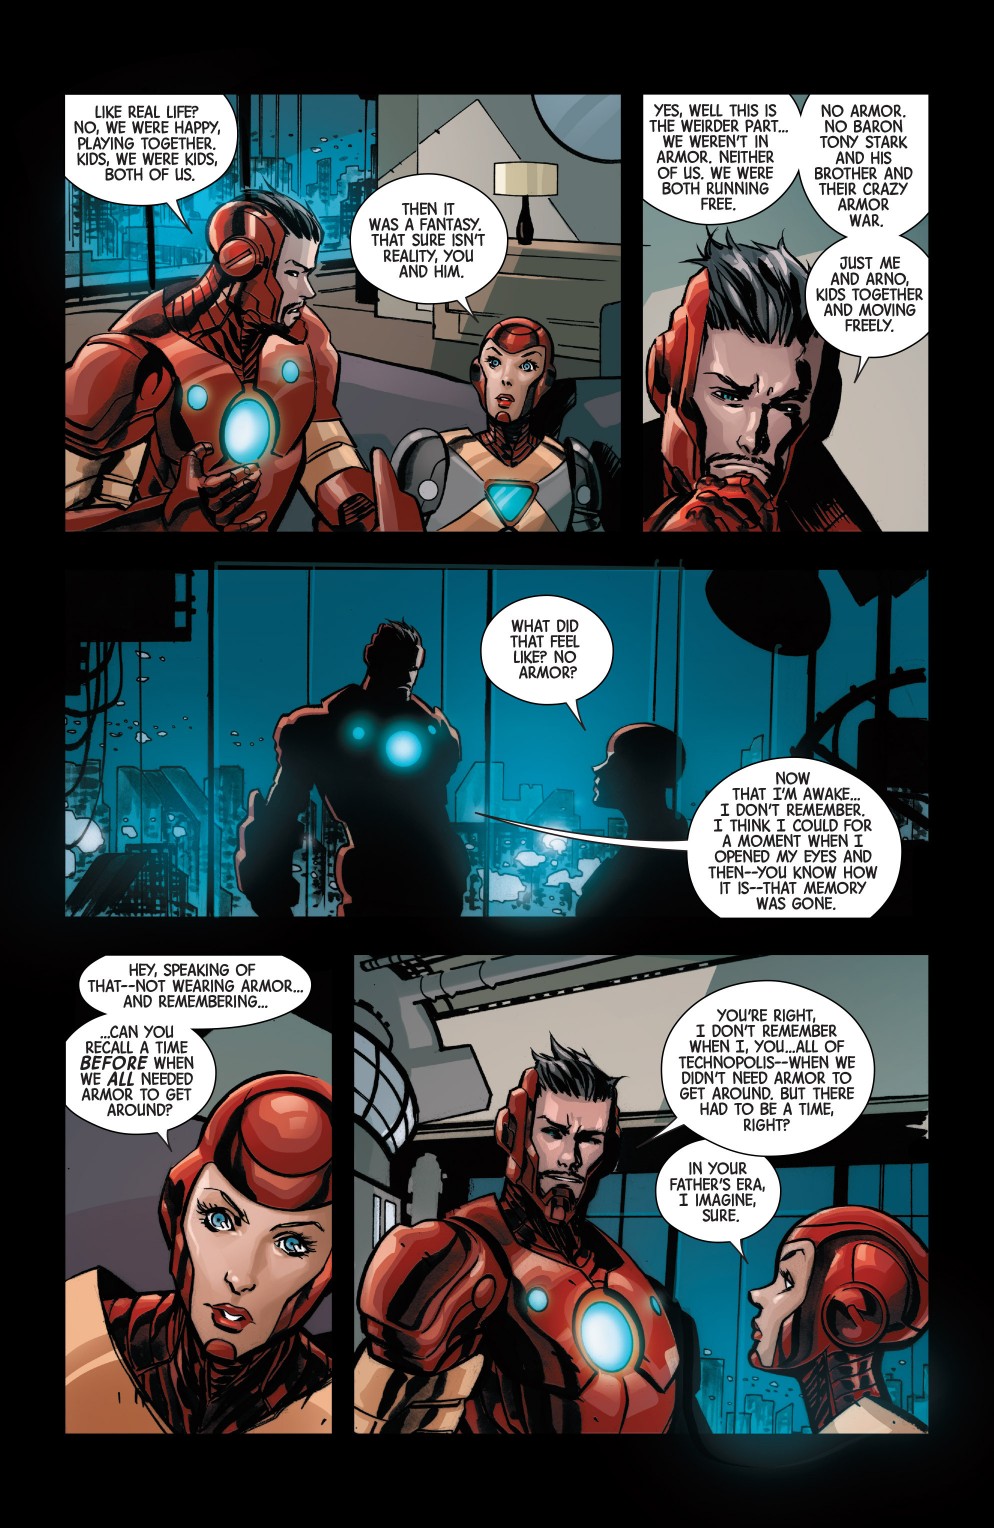 LIKE REAL LIFE?
NO, WE WERE HAPPY,
PLAYING TOGETHER.
KIDS, WE WERE KIDS,
BOTH OF US.
THEN IT
WAS A FANTASY.
THAT SURE ISN'T
REALITY, YOU
AND HIM.
YES, WELL THIS IS
THE WEIRDER PART...
WE WEREN'T IN
ARMOR. NEITHER
OF US. WE WERE
BOTH RUNNING
FREE.
NO ARMOR.
NO BARON
TONY STARK
AND HIS
BROTHER AND
THEIR CRAZY
ARMOR
WAR.
JUST ME
AND ARNO,
KIDS TOGETHER
AND MOVING
FREELY.
WHAT DID
THAT FEEL
LIKE? NO
ARMOR?
NOW
THAT I'M AWAKE...
I DON'T REMEMBER.
I THINK I COULD FOR
A MOMENT WHEN I
OPENED MY EYES AND
THEN--YOU KNOW HOW
IT IS--THAT MEMORY
WAS GONE.
HEY, SPEAKING OF
THAT--NOT WEARING ARMOR...
AND REMEMBERING...
...CAN YOU
RECALL A TIME
BEFORE WHEN
WE ALL NEEDED
ARMOR TO GET
AROUND?
YOU'RE RIGHT,
I DON'T REMEMBER
WHEN I, YOU...ALL OF
TECHNOPOLIS--WHEN WE
DIDN'T NEED ARMOR TO
GET AROUND. BUT THERE
HAD TO BE A TIME,
RIGHT?
IN YOUR
FATHER'S ERA,
I IMAGINE,
SURE.